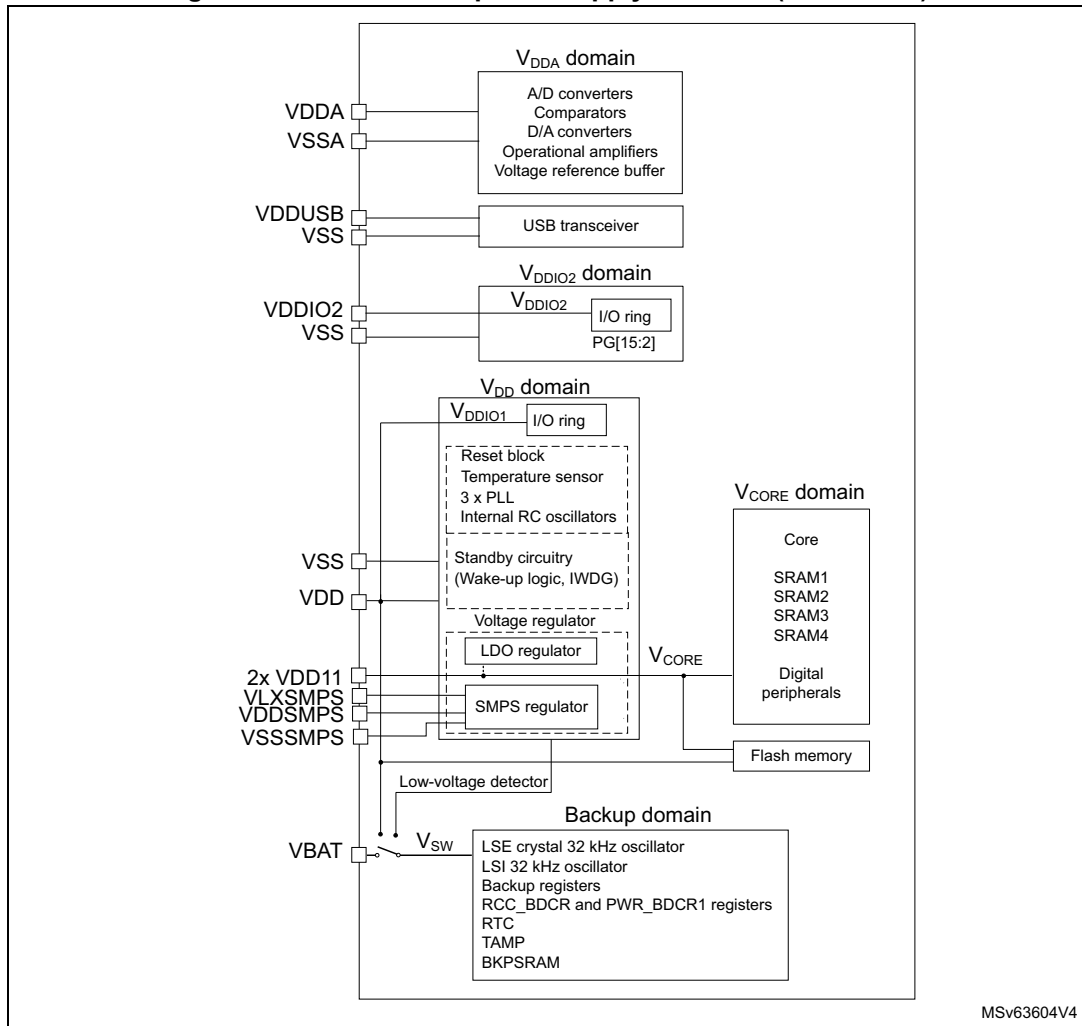 VDDA domain
A/D converters
Comparators
D/A converters
Operational amplifiers
Voltage reference buffer
VDDA
VSSA
VDDUSB
VSS
USB transceiver
VDDIO2 domain
VDDIO2
VDDIO2
VSS
I/O ring
PG[15:2]
VDD domain
VDDIO1
I/O ring
Reset block
Temperature sensor
3 x PLL
Internal RC oscillators
VSS
VDD
Standby circuitry
(Wake-up logic, IWDG)
Voltage regulator
LDO regulator
2x VDD11
VLXSMPS
VDDSMPS
VSSSMPS
SMPS regulator
VCORE
VCORE domain
Core
SRAM1
SRAM2
SRAM3
SRAM4
Digital
peripherals
Flash memory
Low-voltage detector
Backup domain
VBAT
VSW
LSE crystal 32 kHz oscillator
LSI 32 kHz oscillator
Backup registers
RCC_BDCR and PWR_BDCR1 registers
RTC
TAMP
BKPSRAM
MSv63604V4